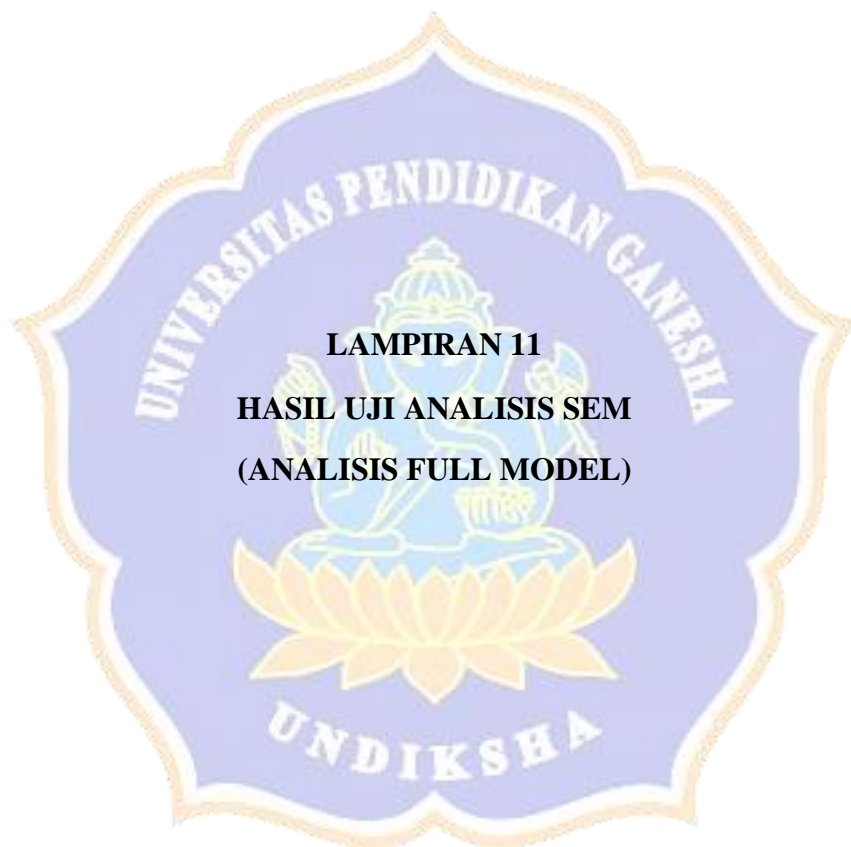 UNIVERSITAS PENDIDIKAN GANESHA
LAMPIRAN 11
HASIL UJI ANALISIS SEM
(ANALISIS FULL MODEL)
UNDIKSHA